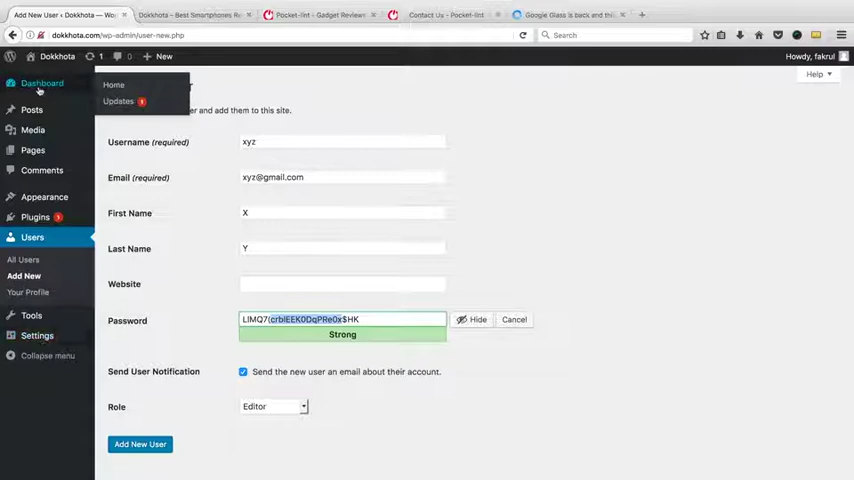 Add New User ‹ Dokkhota — Wo...
Dokkhota – Best Smartphones Re...
Pocket-lint - Gadget Reviews...
Contact Us - Pocket-lint
Google Glass is back and thi...
dokkhota.com/wp-admin/user-new.php
Search
Dokkhota 1 0 New
Howdy, fakrul
Help
Dashboard
Home
Updates 1
Posts
Media
Pages
Comments
Appearance
Plugins 1
Users
All Users
Add New
Your Profile
Tools
Settings
Collapse menu
er and add them to this site.
Username (required) xyz
Email (required) xyz@gmail.com
First Name X
Last Name Y
Website
Password Hide Cancel
Strong
Send User Notification Send the new user an email about their account.
Role Editor
Add New User